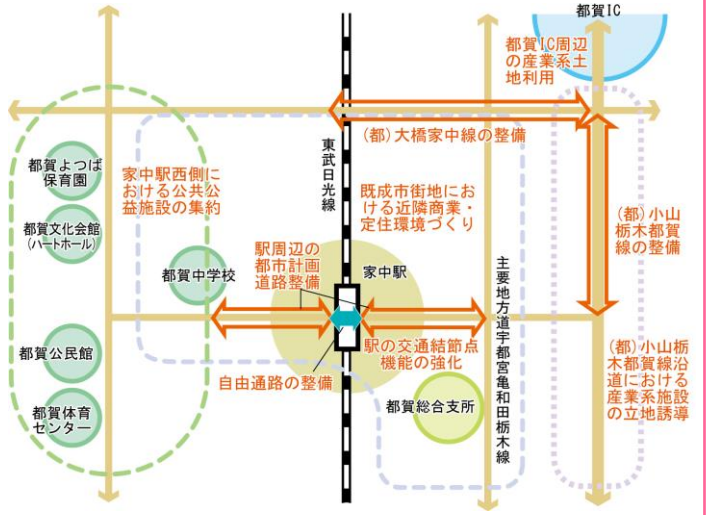 都賀IC
都賀IC周辺
の産業系土
地利用
(都)大橋家中線の整備
東武日光線
都賀よつば
保育園
家中駅西側に
おける公共公
益施設の集約
既成市街地にお
ける近隣商業・
定住環境づくり
(都)小山
栃木都賀
線の整備
都賀文化会館
(ハートホール)
駅周辺の
都市計画
道路整備
都賀中学校
家中駅
主要地方道宇都宮亀和田栃木線
都賀公民館
駅の交通結節点
機能の強化
(都)小山栃
木都賀線沿
道における
産業系施設
の立地誘導
自由通路の整備
都賀体育
センター
都賀総合支所